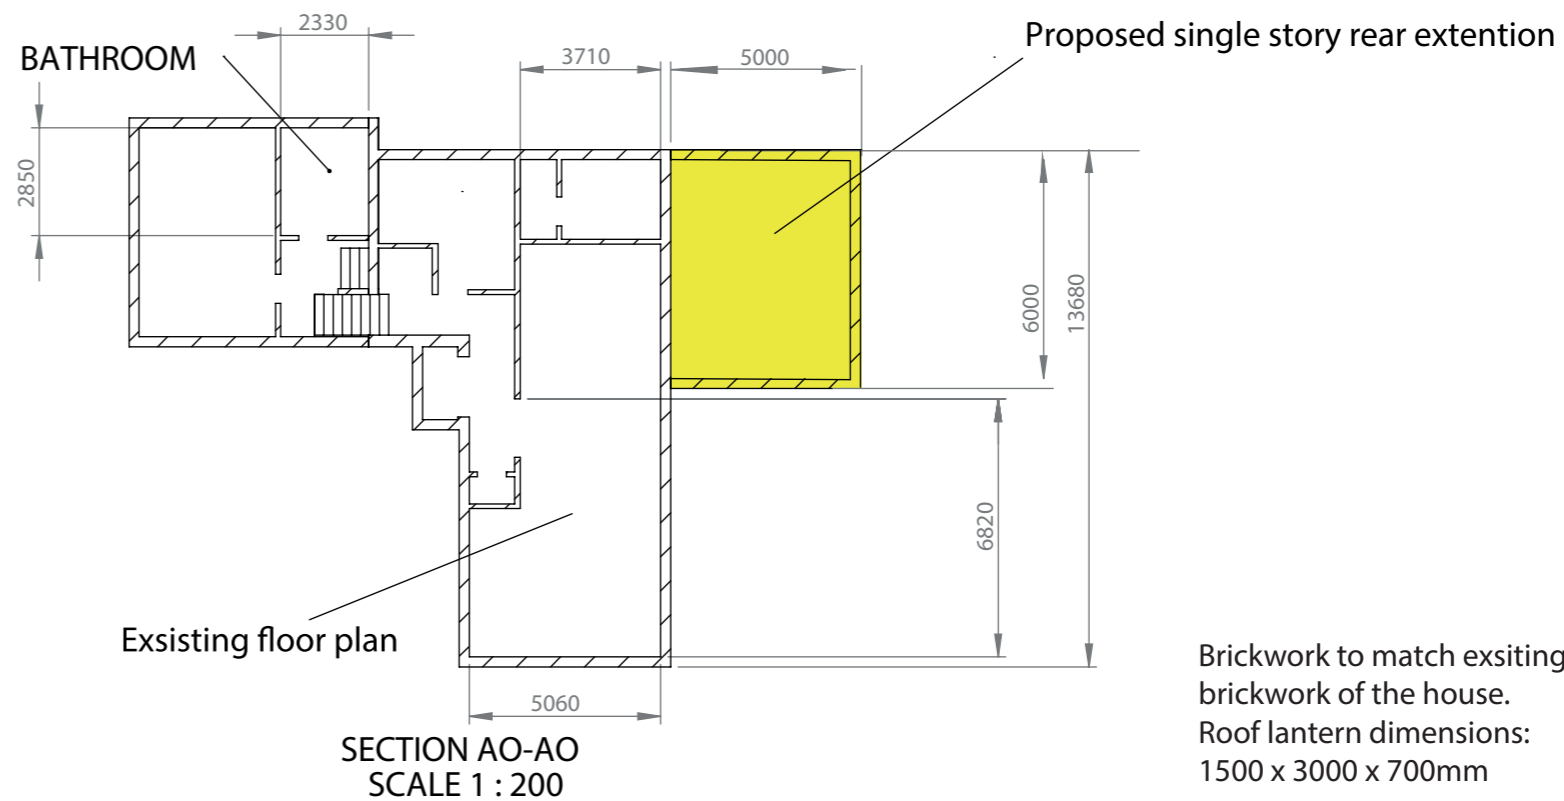 2330
BATHROOM
3710
5000
Proposed single story rear extention
2850
6000
13680
6820
Exsisting floor plan
5060
SECTION AO-AO
SCALE 1 : 200
Brickwork to match exsiting
brickwork of the house.
Roof lantern dimensions:
1500 x 3000 x 700mm